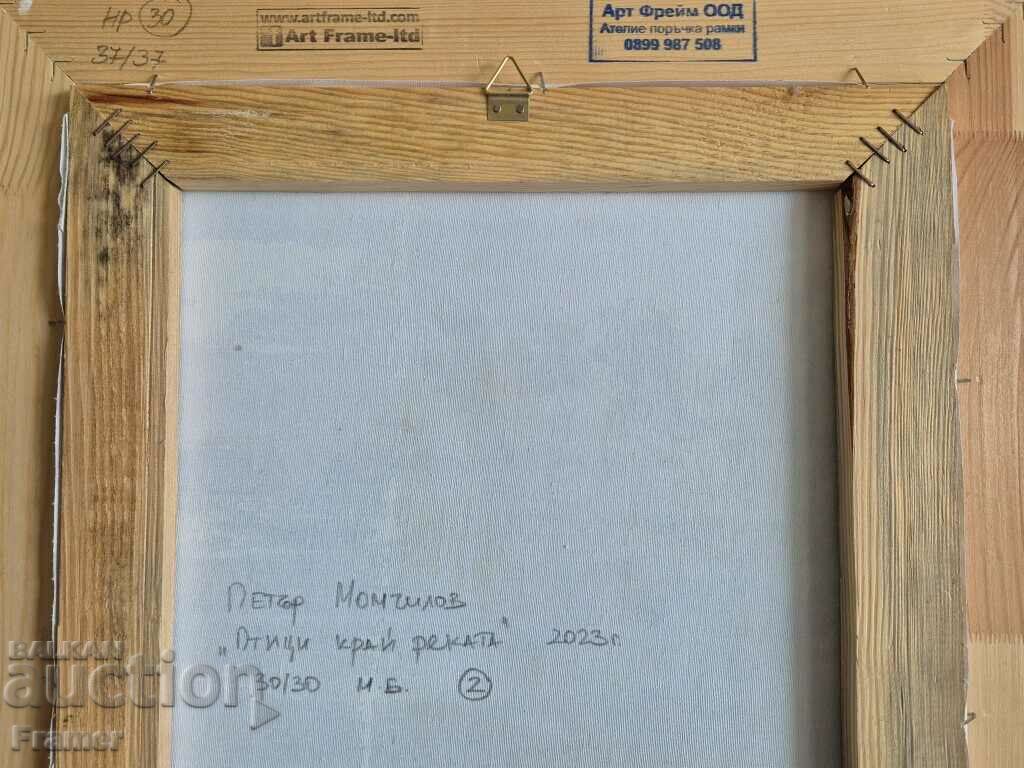 HP 30
37/37
www.artframe-ltd.com
Art Frame-ltd
Арт Фрейм ООД
Ателие поръчка рамки
0899 987 508
Петър Момчилов
„Птици край реката" 2023г.
30/30 м.б. 2
BALKAN
auction
Framer